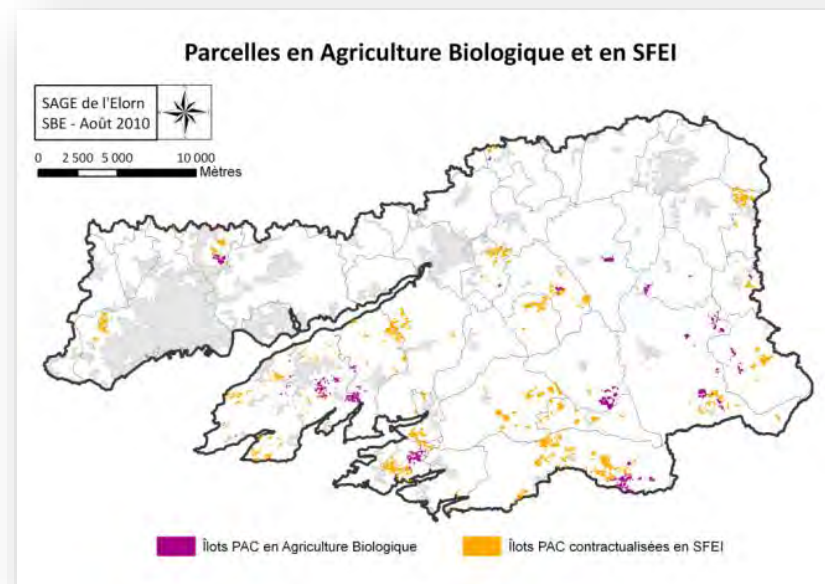 Parcelles en Agriculture Biologique et en SFEI
SAGE de l'Elorn
SBE - Août 2010
0 2 500 5 000 10 000
Mètres
Îlots PAC en Agriculture Biologique
Îlots PAC contractualisées en SFEI